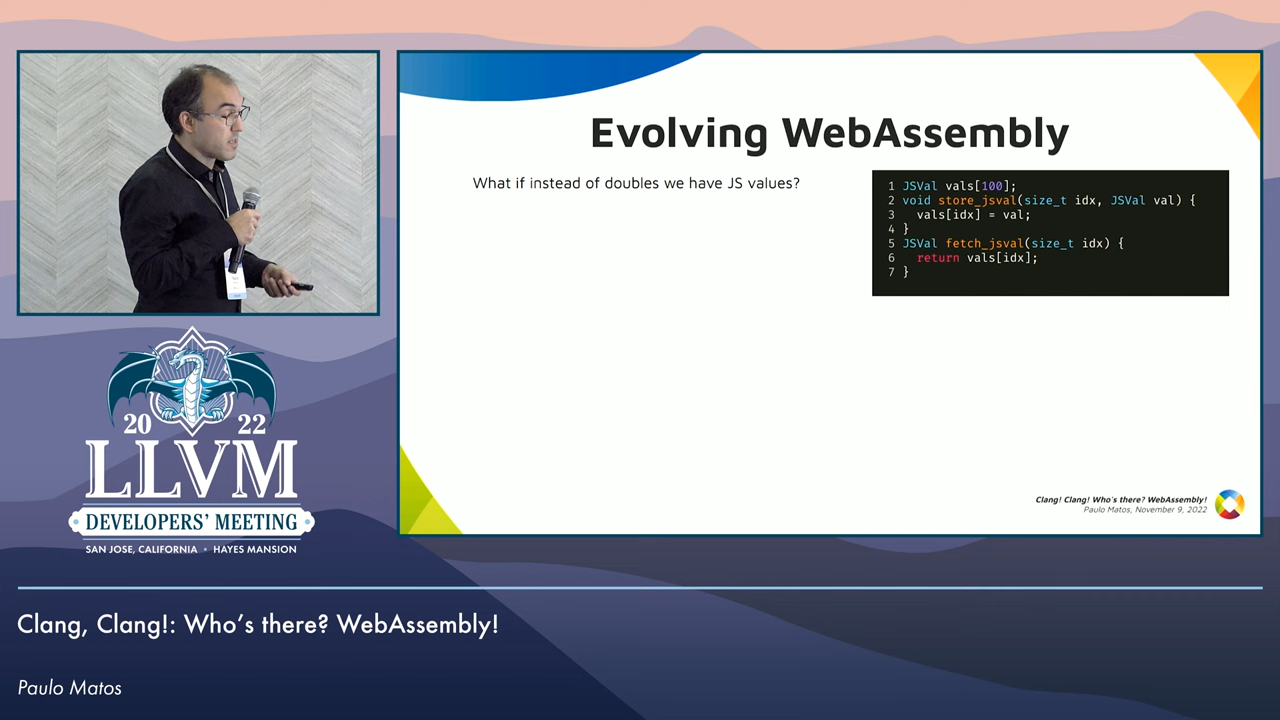 Evolving WebAssembly
What if instead of doubles we have JS values?
1 JSVal vals[100];
2 void store_jsval(size_t idx, JSVal val) {
3   vals[idx] = val;
4 }
5 JSVal fetch_jsval(size_t idx) {
6   return vals[idx];
7 }
Clang! Clang! Who's there? WebAssembly!
Paulo Matos, November 9, 2022
20 22
LLVM
DEVELOPERS' MEETING
SAN JOSE, CALIFORNIA • HAYES MANSION
Clang, Clang!: Who's there? WebAssembly!
Paulo Matos